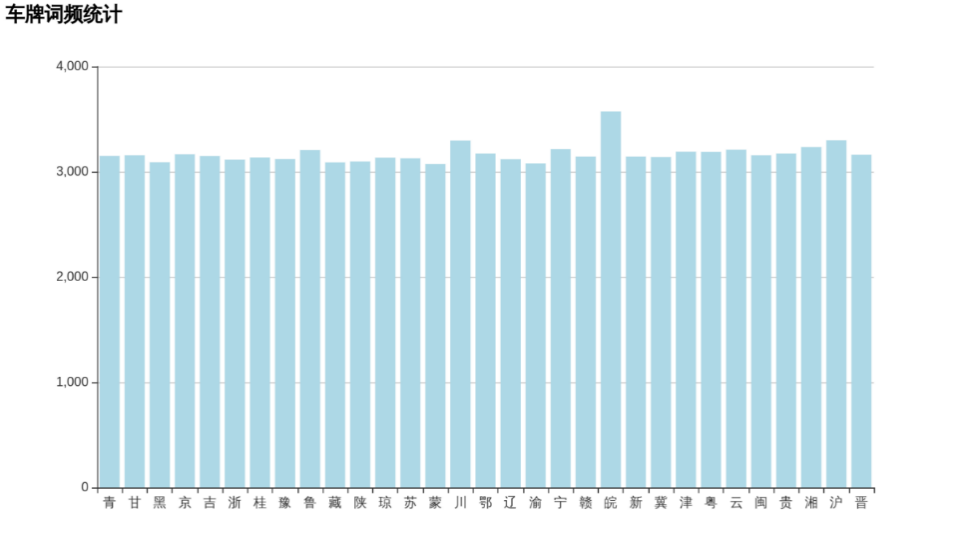 车牌词频统计
4,000
3,000
2,000
1,000
0
青 甘 黑 京 吉 浙 桂 豫 鲁 藏 陕 琼 苏 蒙 川 鄂 辽 渝 宁 赣 皖 新 冀 津 粤 云 闽 贵 湘 沪 晋